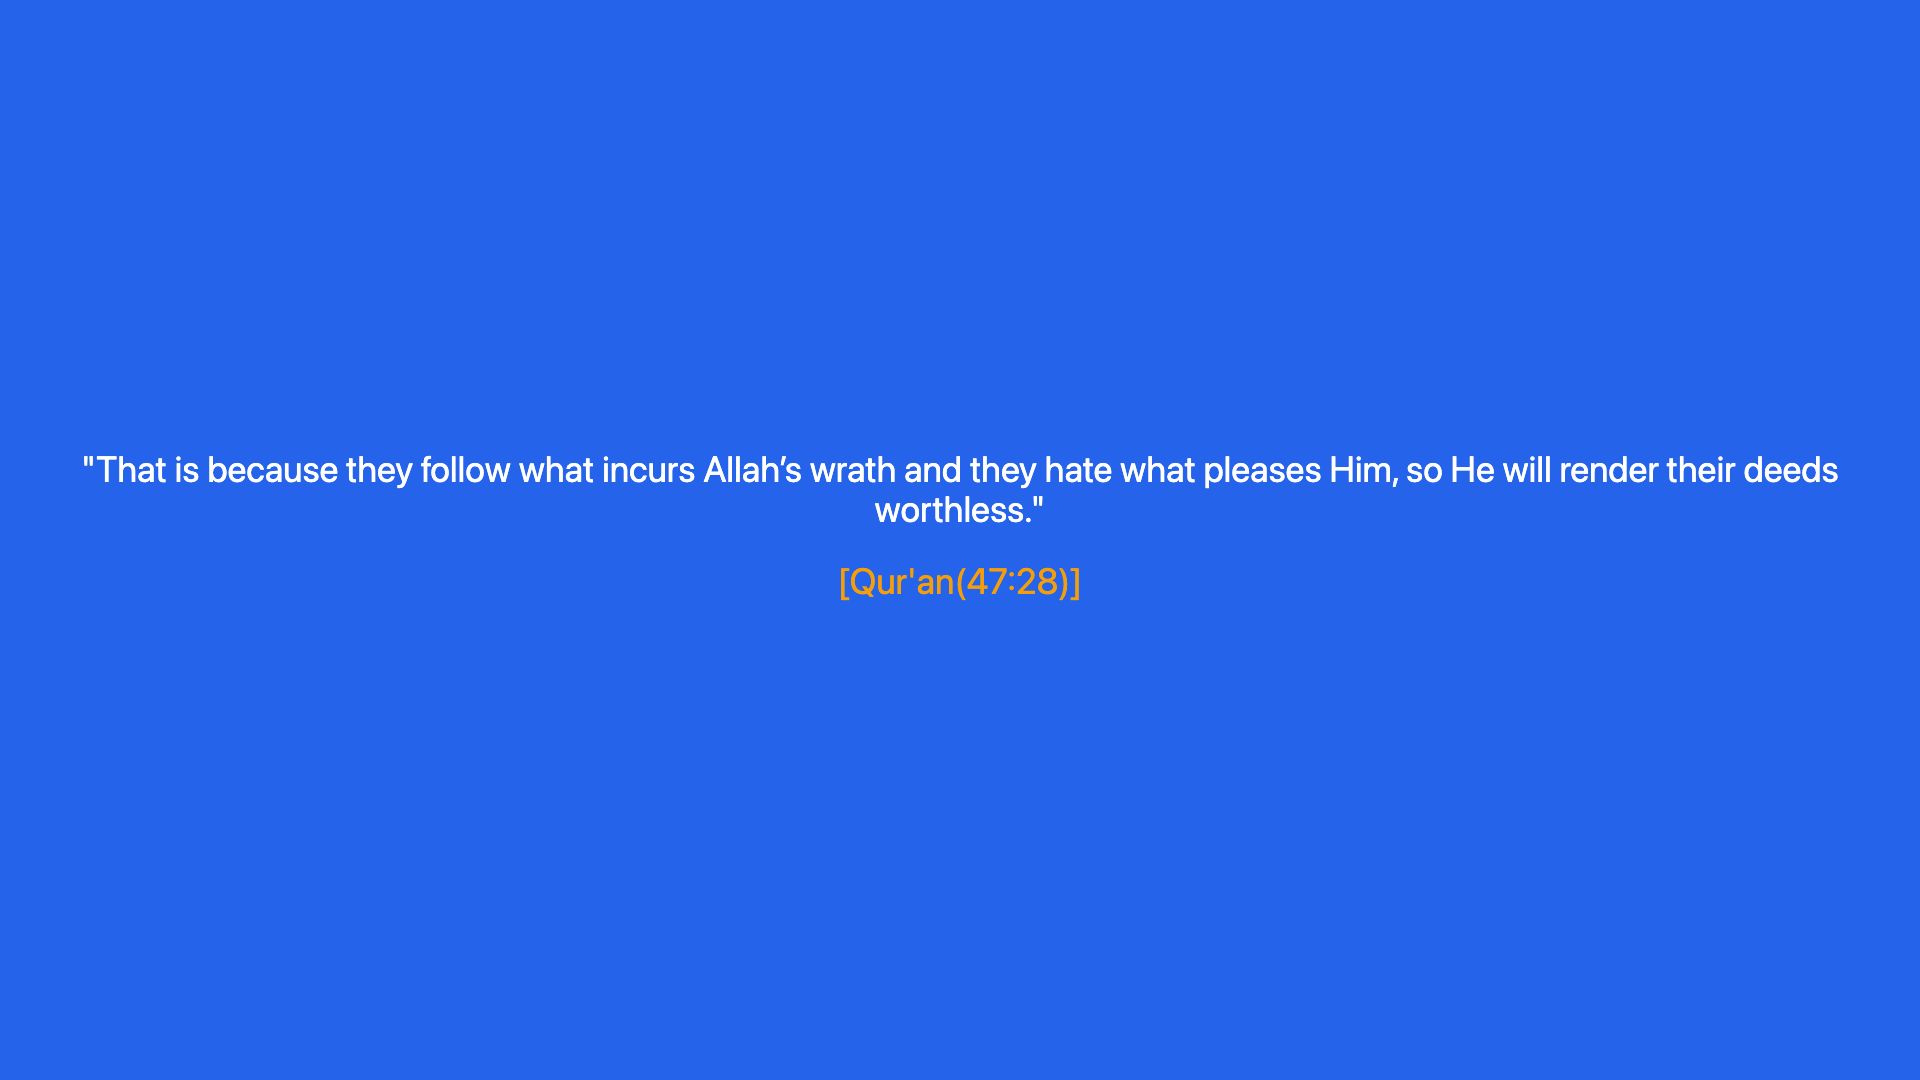 "That is because they follow what incurs Allah’s wrath and they hate what pleases Him, so He will render their deeds
worthless."
[Qur'an(47:28)]